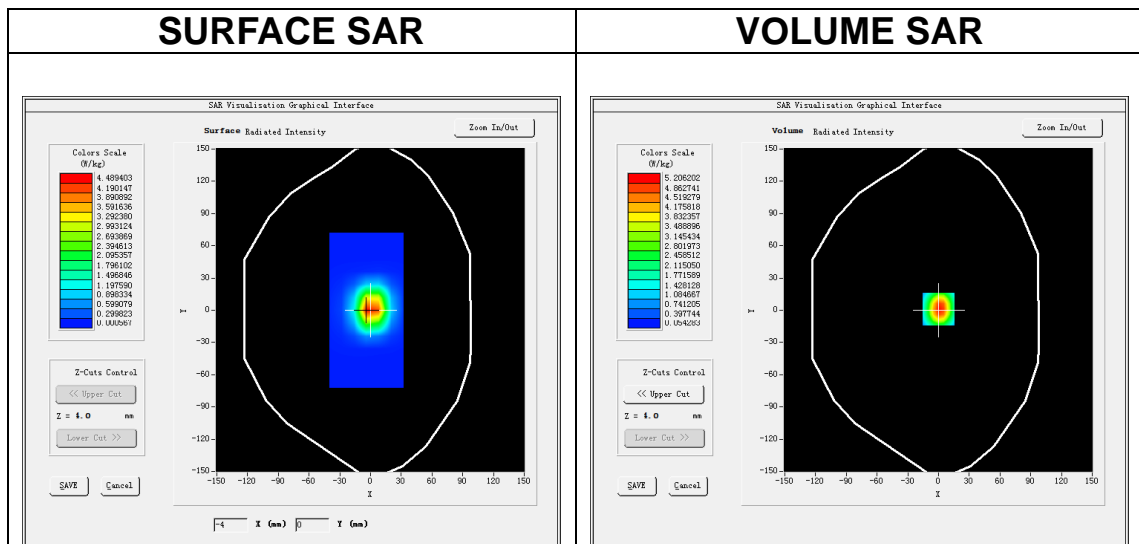 SURFACE SAR
SAR Visualisation Graphical Interface
Surface Radiated Intensity
Zoom In/Out
Colors Scale
(W/kg)
4.489403
4.190147
3.890892
3.591636
3.292380
2.993124
2.693869
2.394613
2.095357
1.796102
1.496846
1.197590
0.898334
0.599079
0.299823
0.000567
Z-Cuts Control
<< Upper Cut
Z = 4.0 mm
Lower Cut >>
SAVE Cancel
150
120
90
60
30
0
-30
-60
-90
-120
-150
Y
-150 -120 -90 -60 -30 0 30 60 90 120 150
X
-4 X (mm) 0 Y (mm)
VOLUME SAR
SAR Visualisation Graphical Interface
Volume Radiated Intensity
Zoom In/Out
Colors Scale
(W/kg)
5.206202
4.862741
4.519279
4.175818
3.832357
3.488896
3.145434
2.801973
2.458512
2.115050
1.771589
1.428128
1.084667
0.741205
0.397744
0.054283
Z-Cuts Control
<< Upper Cut
Z = 4.0 mm
Lower Cut >>
SAVE Cancel
150
120
90
60
30
0
-30
-60
-90
-120
-150
Y
-150 -120 -90 -60 -30 0 30 60 90 120 150
X